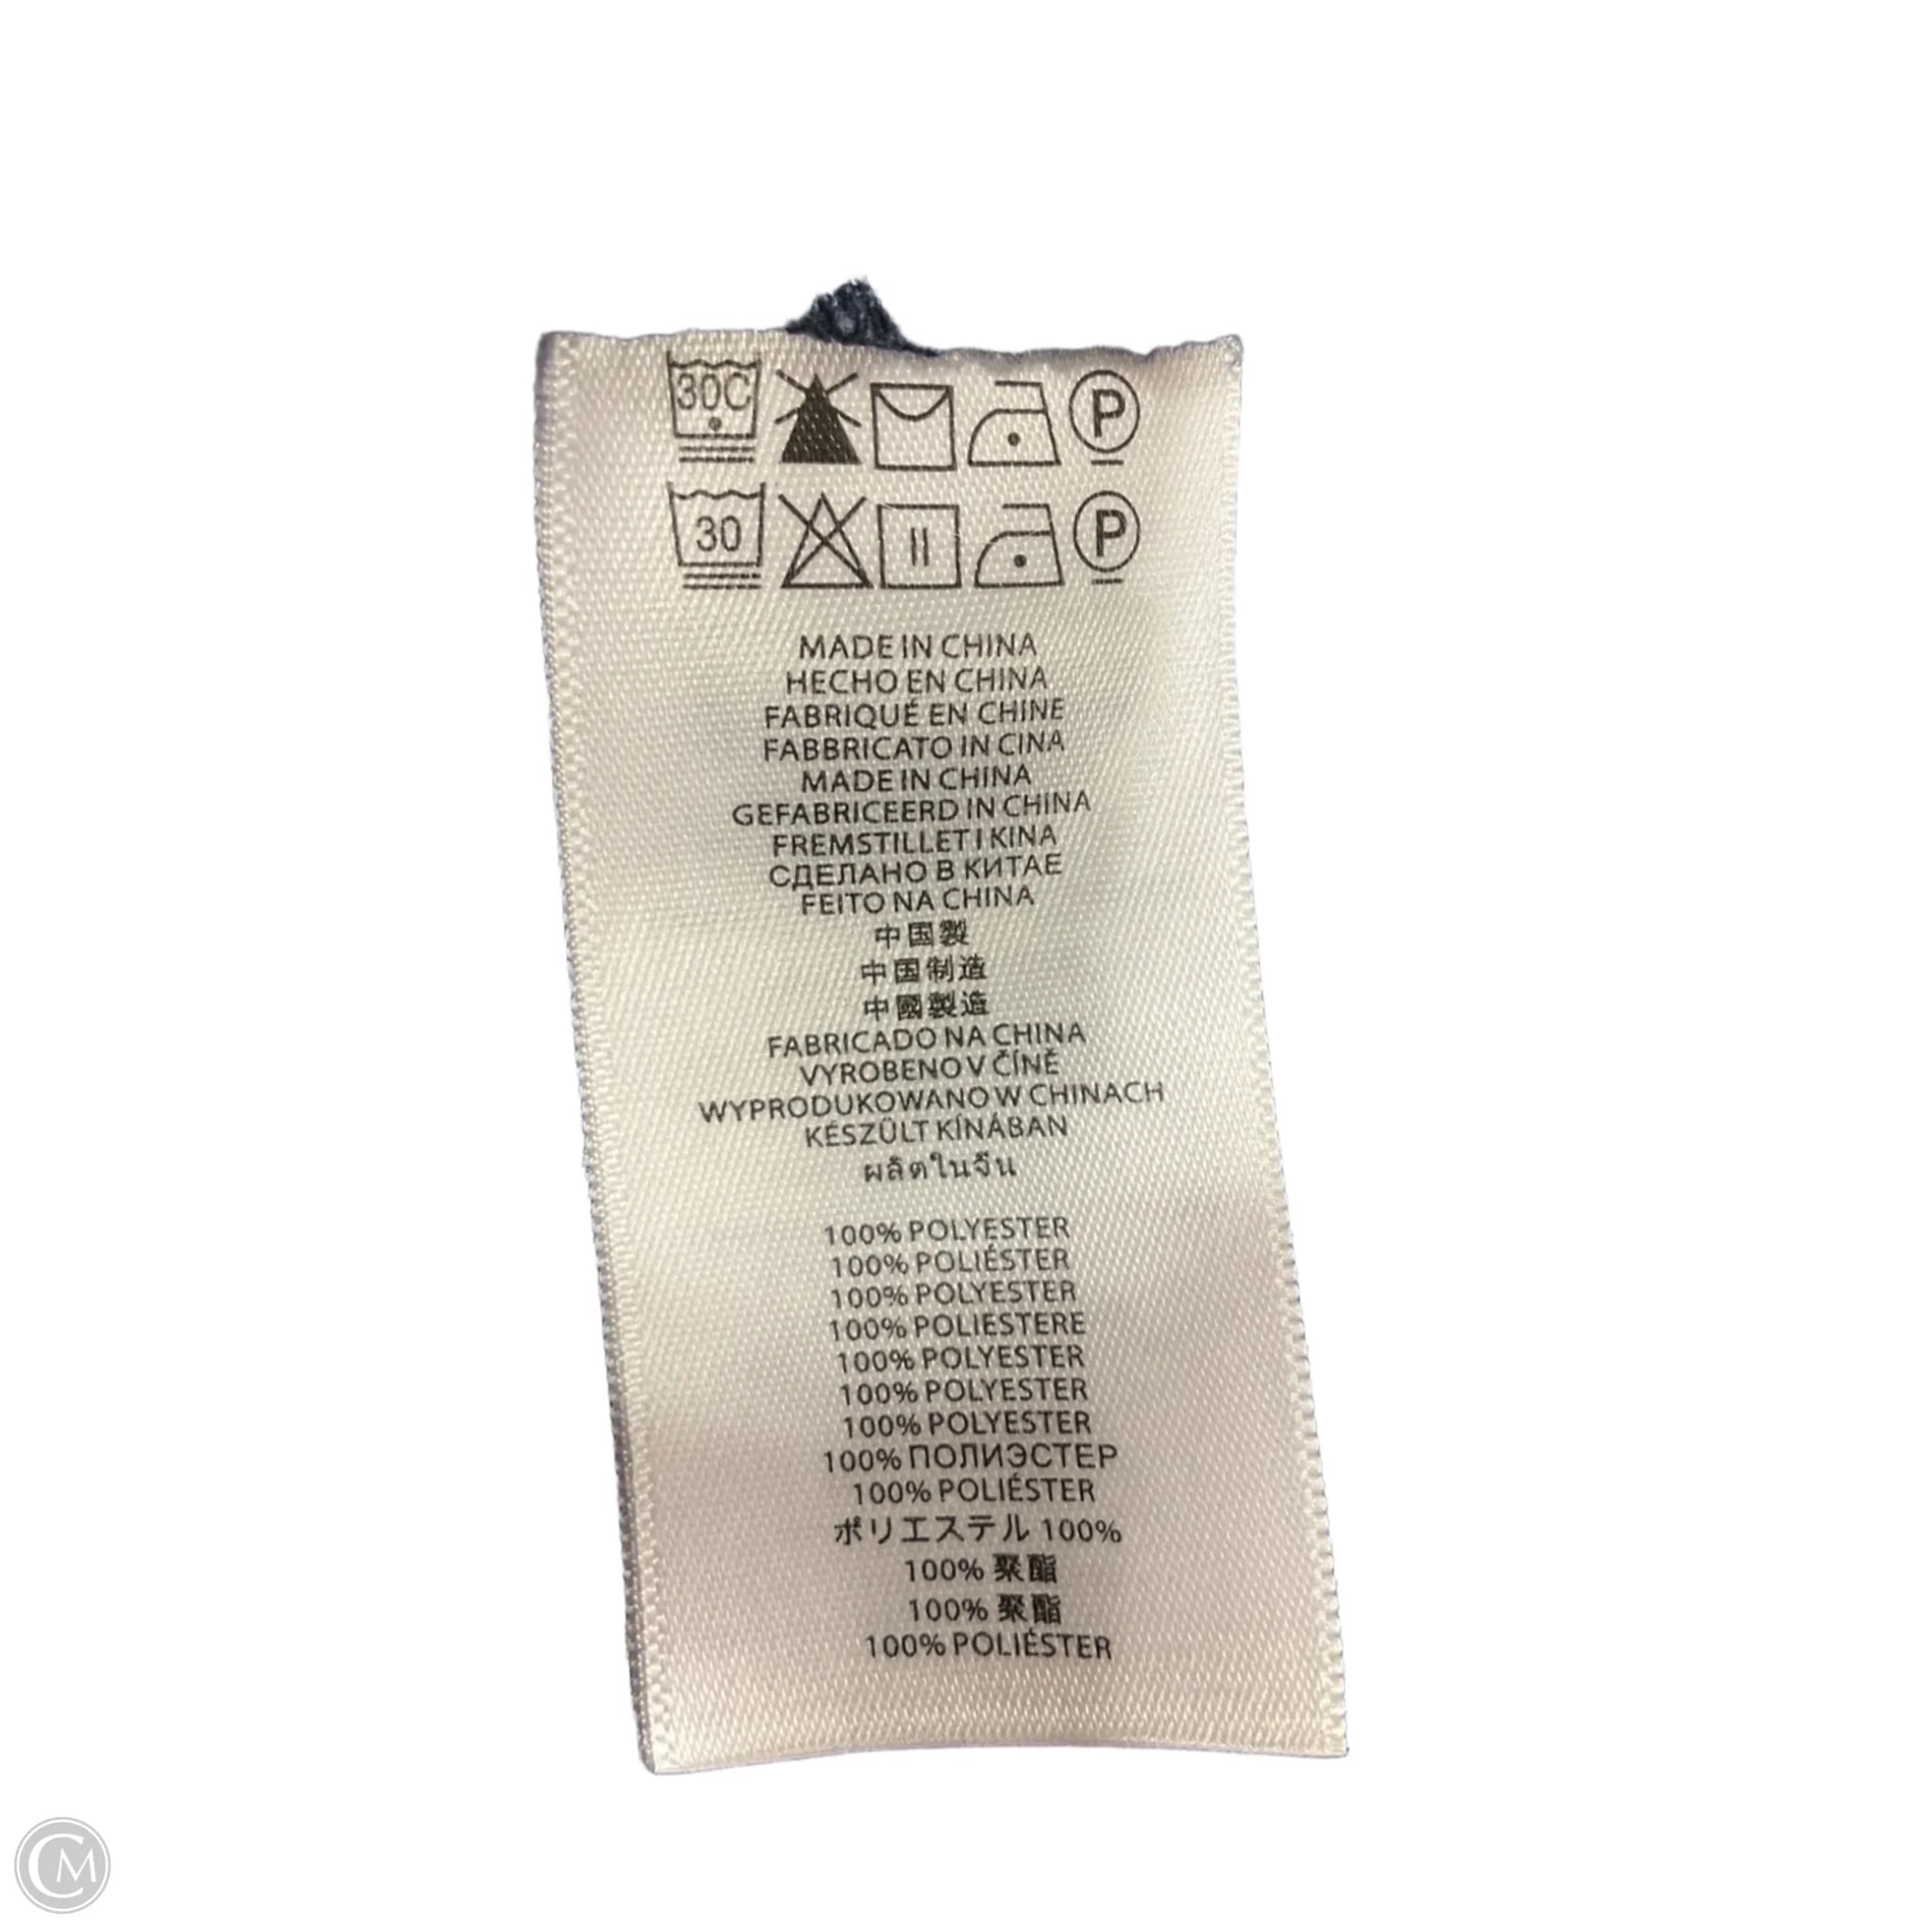 30C P
30 P
MADE IN CHINA
HECHO EN CHINA
FABRIQUÉ EN CHINE
FABBRICATO IN CINA
MADE IN CHINA
GEFABRICEERD IN CHINA
FREMSTILLET I KINA
СДЕЛАНО В КИТАЕ
FEITO NA CHINA
中国製
中国制造
中國製造
FABRICADO NA CHINA
VYROBENO V ČÍNĚ
WYPRODUKOWANO W CHINACH
KÉSZÜLT KÍNÁBAN
ผลิตในจีน
100% POLYESTER
100% POLIÉSTER
100% POLYESTER
100% POLIESTERE
100% POLYESTER
100% POLYESTER
100% POLYESTER
100% ПОЛИЭСТЕР
100% POLIÉSTER
ポリエステル 100%
100% 聚酯
100% 聚酯
100% POLIÉSTER
CM